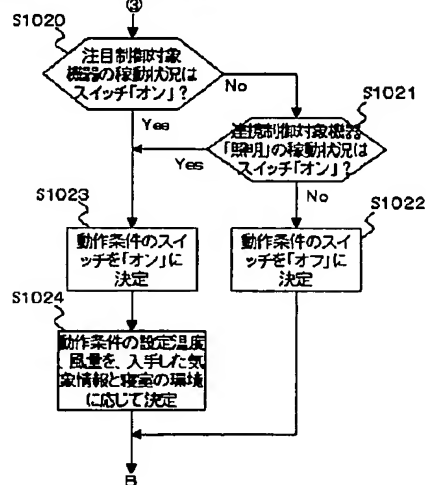 ③
S1020
注目制御対象
機器の稼動状況は
スイッチ「オン」?
No
S1021
Yes
連携制御対象機器
「照明」の稼動状況は
スイッチ「オン」?
Yes
No
S1023
S1022
動作条件のスイ
ッチを「オン」に
決定
動作条件のスイ
ッチを「オフ」に
決定
S1024
動作条件の設定温度
、風量を、入手した気
象情報と寝室の環境
に応じて決定
B